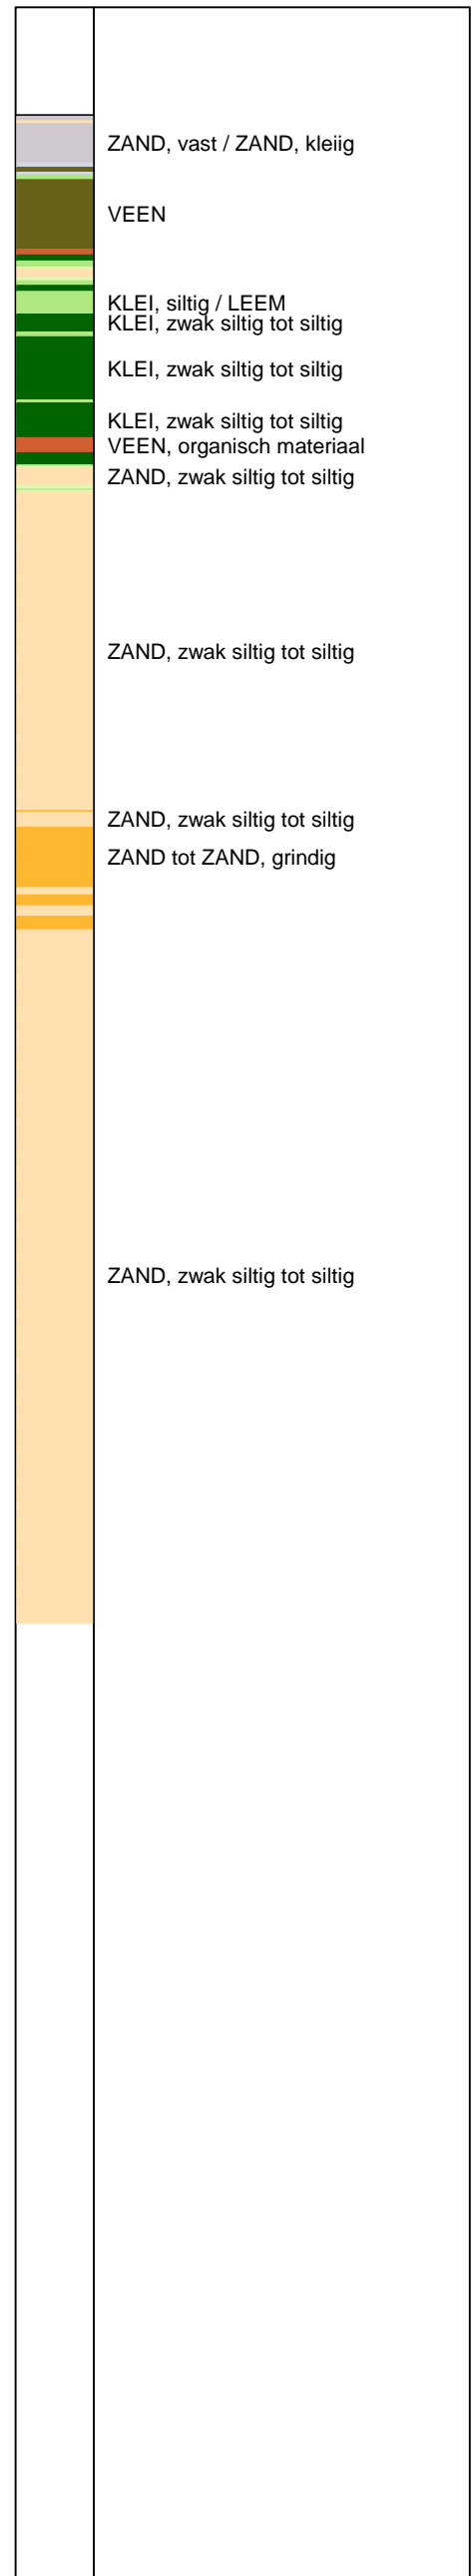 ZAND, vast / ZAND, kleiig
VEEN
KLEI, siltig / LEEM
KLEI, zwak siltig tot siltig
KLEI, zwak siltig tot siltig
KLEI, zwak siltig tot siltig
VEEN, organisch materiaal
ZAND, zwak siltig tot siltig
ZAND, zwak siltig tot siltig
ZAND, zwak siltig tot siltig
ZAND tot ZAND, grindig
ZAND, zwak siltig tot siltig